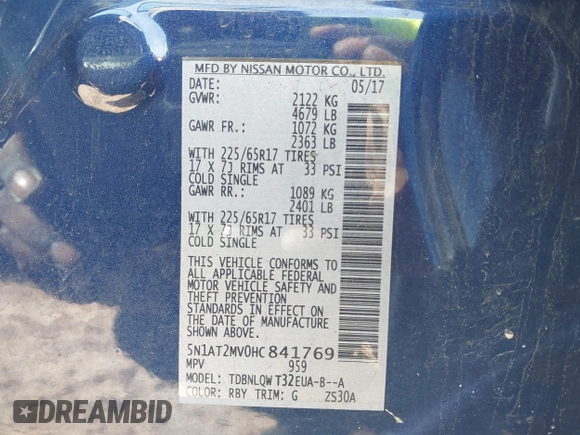 MFD BY NISSAN MOTOR CO., LTD.
DATE: 05/17
GVWR: 2122 KG
4679 LB
GAWR FR.: 1072 KG
2363 LB
WITH 225/65R17 TIRES
17 X 7J RIMS AT 33 PSI
COLD SINGLE
GAWR RR.: 1089 KG
2401 LB
WITH 225/65R17 TIRES
17 X 7J RIMS AT 33 PSI
COLD SINGLE
THIS VEHICLE CONFORMS TO
ALL APPLICABLE FEDERAL
MOTOR VEHICLE SAFETY AND
THEFT PREVENTION
STANDARDS IN EFFECT ON
THE DATE OF MANUFACTURE
SHOWN ABOVE.
5N1AT2MV0HC841769
MPV 959
MODEL: TDBNLQWT32EUA-B--A
COLOR: RBY TRIM: G ZS30A
Autohelperbot.com